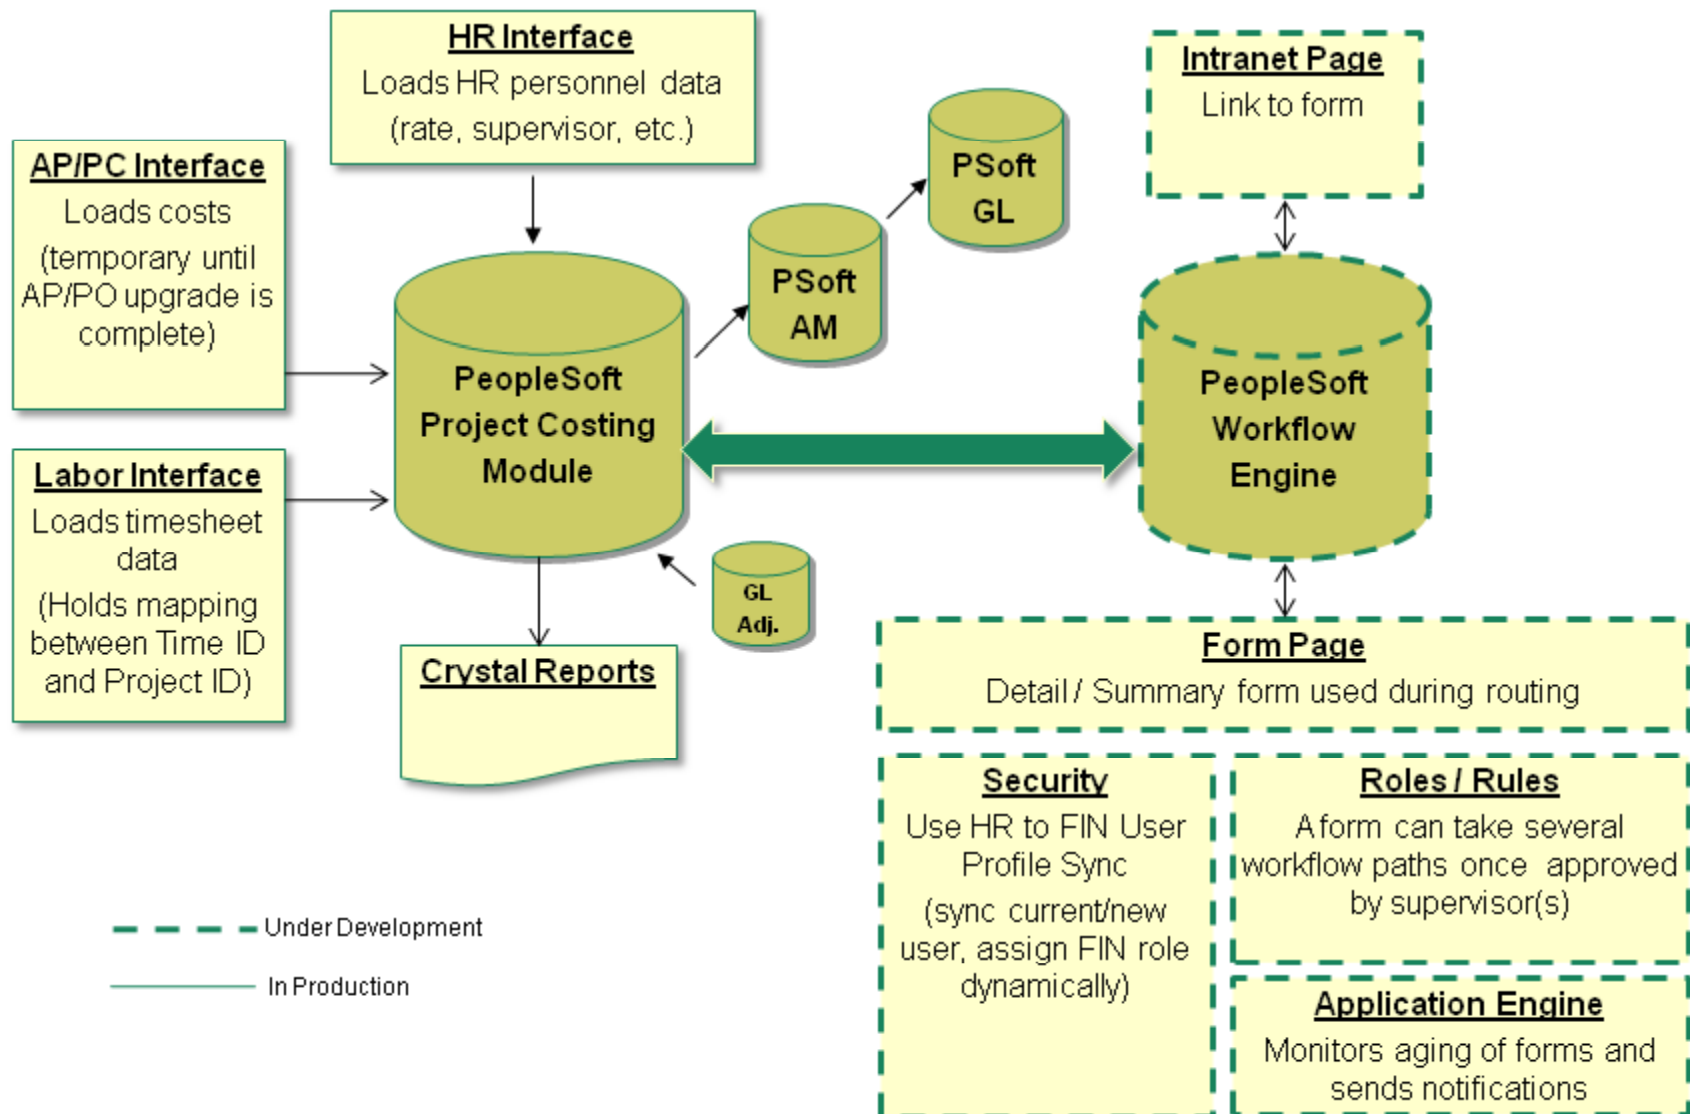 HR Interface
Loads HR personnel data
(rate, supervisor, etc.)
Intranet Page
Link to form
AP/PC Interface
Loads costs
(temporary until
AP/PO upgrade is
complete)
PSoft
GL
PSoft
AM
PeopleSoft
Project Costing
Module
PeopleSoft
Workflow
Engine
Labor Interface
Loads timesheet
data
(Holds mapping
between Time ID
and Project ID)
GL
Adj.
Crystal Reports
Form Page
Detail / Summary form used during routing
Security
Use HR to FIN User
Profile Sync
(sync current/new
user, assign FIN role
dynamically)
Roles / Rules
A form can take several
workflow paths once approved
by supervisor(s)
Application Engine
Monitors aging of forms and
sends notifications
Under Development
In Production